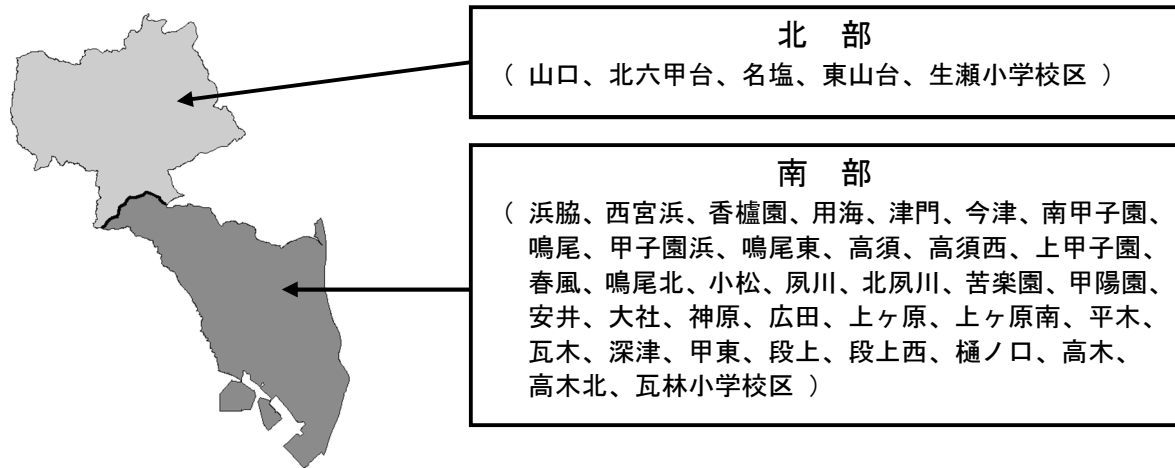 北 部
（ 山口、北六甲台、名塩、東山台、生瀬小学校区 ）
南 部
（ 浜脇、西宮浜、香櫨園、用海、津門、今津、南甲子園、
鳴尾、甲子園浜、鳴尾東、高須、高須西、上甲子園、
春風、鳴尾北、小松、夙川、北夙川、苦楽園、甲陽園、
安井、大社、神原、広田、上ヶ原、上ヶ原南、平木、
瓦木、深津、甲東、段上、段上西、樋ノ口、高木、
高木北、瓦林小学校区 ）